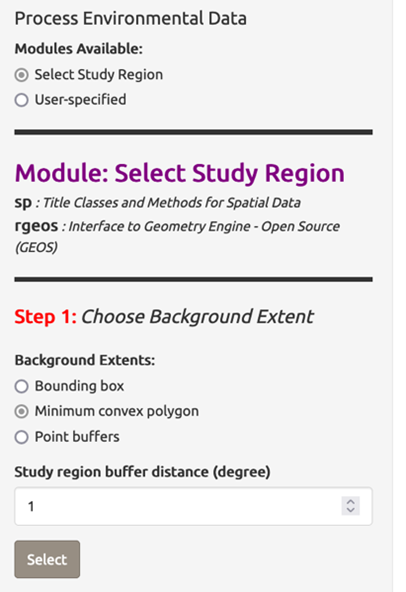 Process Environmental Data
Modules Available:
Select Study Region
User-specified
Module: Select Study Region
sp : Title Classes and Methods for Spatial Data
rgeos : Interface to Geometry Engine - Open Source
(GEOS)
Step 1: Choose Background Extent
Background Extents:
Bounding box
Minimum convex polygon
Point buffers
Study region buffer distance (degree)
1
Select